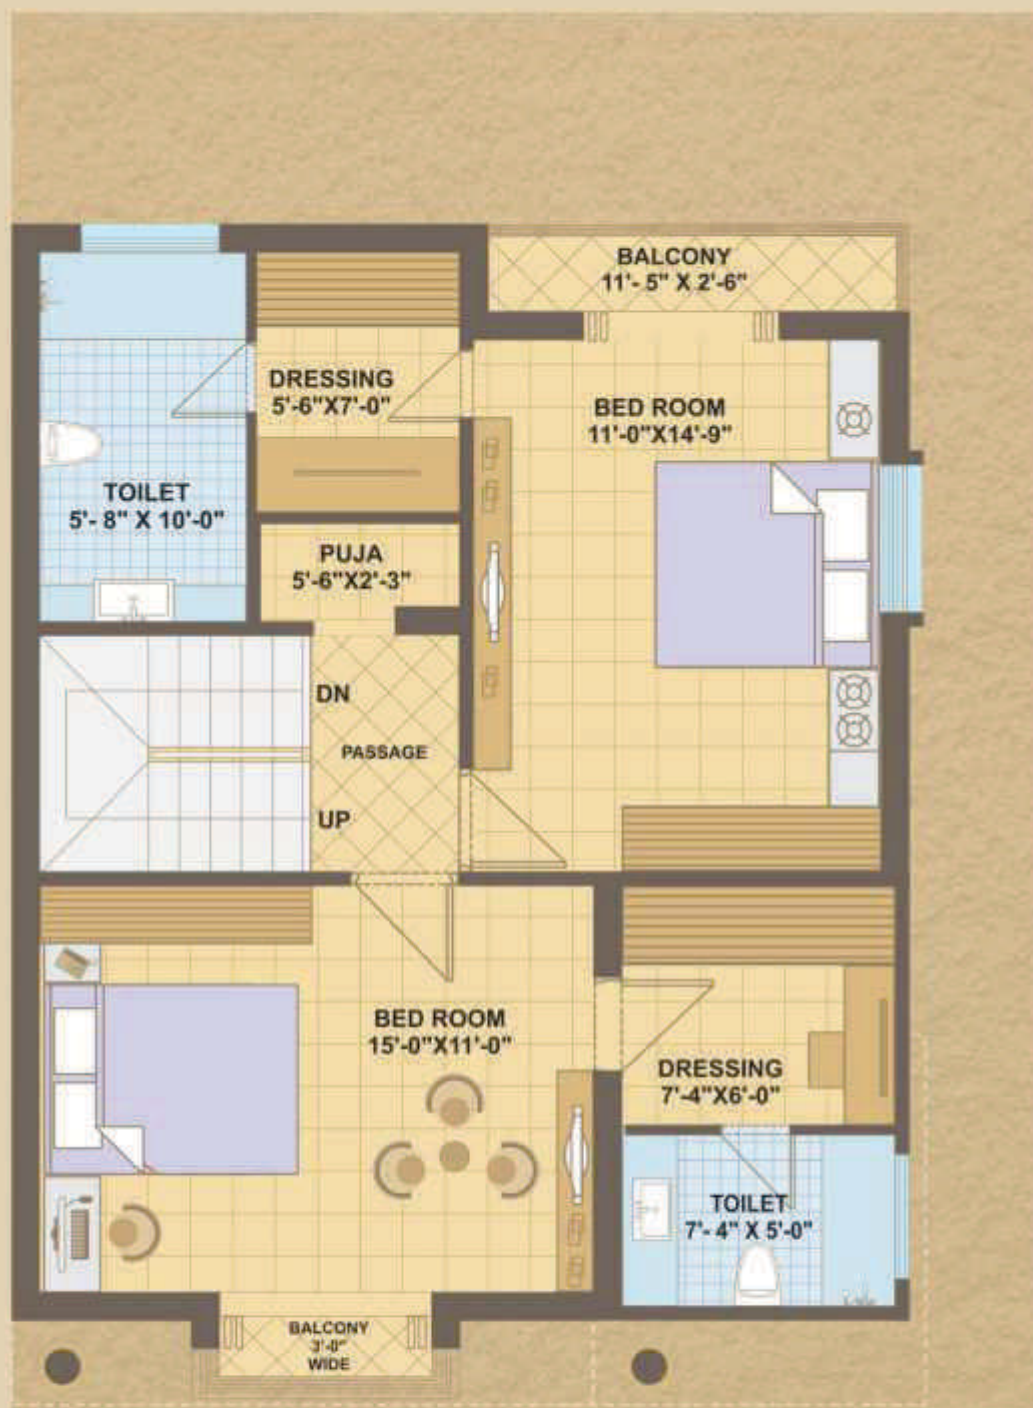 BALCONY
11'- 5" X 2'-6"
DRESSING
5'-6"X7'-0"
BED ROOM
11'-0"X14'-9"
TOILET
5'- 8" X 10'-0"
PUJA
5'-6"X2'-3"
DN
PASSAGE
UP
BED ROOM
15'-0"X11'-0"
DRESSING
7'-4"X6'-0"
TOILET
7'- 4" X 5'-0"
BALCONY
3'-0"
WIDE